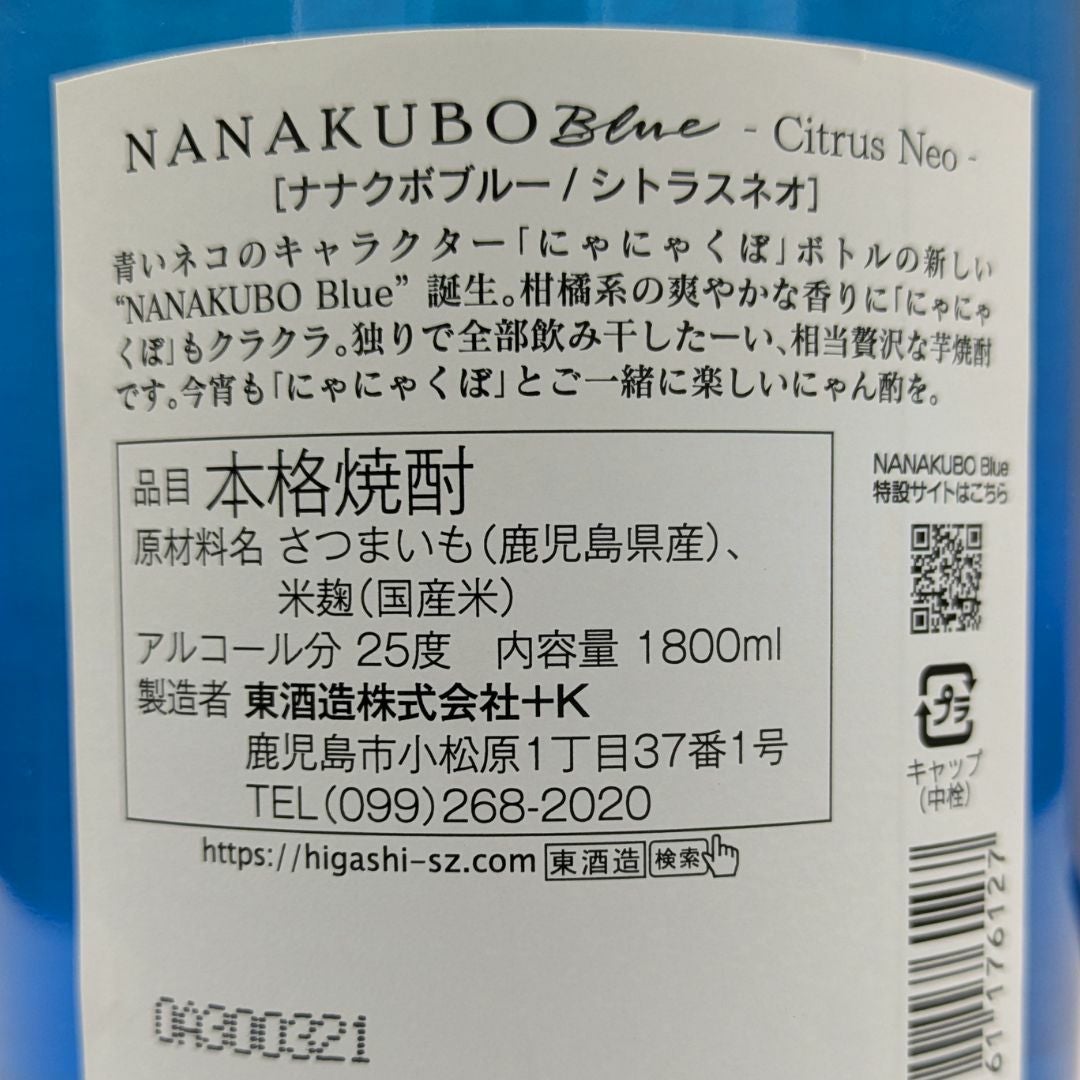 NANAKUBO Blue - Citrus Neo -
[ナナクボブルー/シトラスネオ]
青いネコのキャラクター「にゃにゃくぼ」ボトルの新しい
“NANAKUBO Blue” 誕生。柑橘系の爽やかな香りに「にゃにゃ
くぼ」もクラクラ。独りで全部飲み干したーい、相当贅沢な芋焼酎
です。今宵も「にゃにゃくぼ」とご一緒に楽しいにゃん酌を。
品目 本格焼酎
原材料名 さつまいも(鹿児島県産)、
米麹(国産米)
アルコール分 25度 内容量 1800ml
製造者 東酒造株式会社+K
鹿児島市小松原1丁目37番1号
TEL(099)268-2020
https://higashi-sz.com 東酒造 検索
NANAKUBO Blue
特設サイトはこちら
プラ
キャップ
(中栓)
0A300321